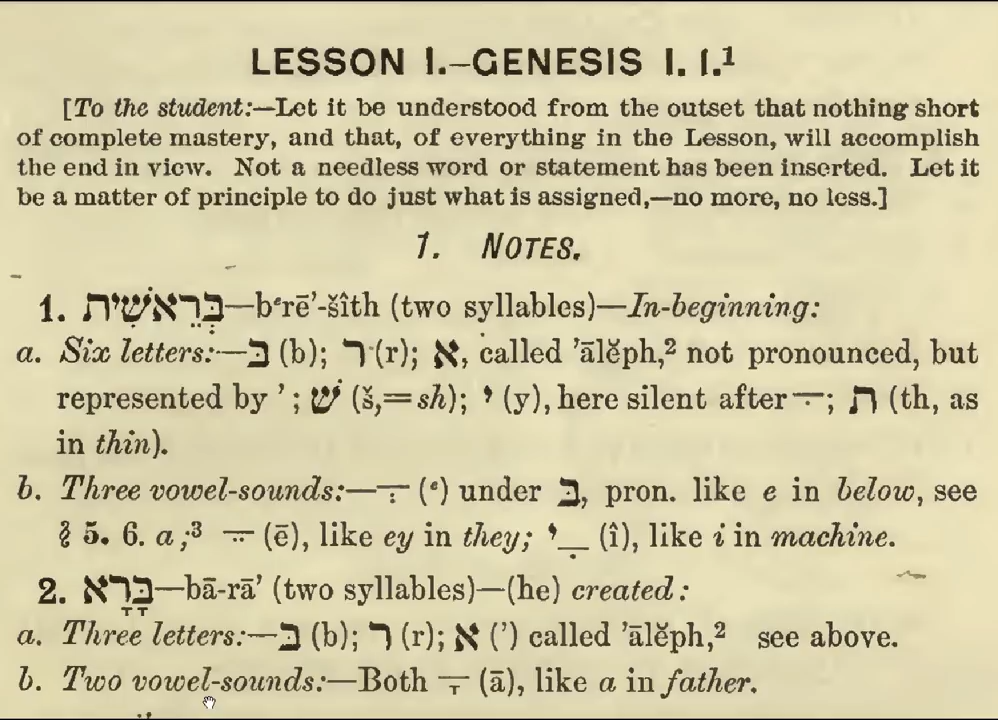 LESSON I.–GENESIS I. I.¹
[To the student:—Let it be understood from the outset that nothing short
of complete mastery, and that, of everything in the Lesson, will accomplish
the end in view. Not a needless word or statement has been inserted. Let it
be a matter of principle to do just what is assigned,—no more, no less.]
1. NOTES.
1. בְּרֵאשִׁית—bᵉrē’-šîth (two syllables)—In-beginning:
a. Six letters:—בּ (b); ר (r); א, called ’ālĕph,² not pronounced, but
represented by ’ ; שׁ (š,=sh); י (y), here silent after ־ִ; ת (th, as
in thin).
b. Three vowel-sounds:—־ְ (ᵉ) under בּ, pron. like e in below, see
§ 5. 6. a ;³ ־ֵ (ē), like ey in they; ־ִי (î), like i in machine.
2. בָּרָא—bā-rā’ (two syllables)—(he) created:
a. Three letters:—בּ (b); ר (r); א (’) called ’ālĕph,² see above.
b. Two vowel-sounds:—Both ־ָ (ā), like a in father.